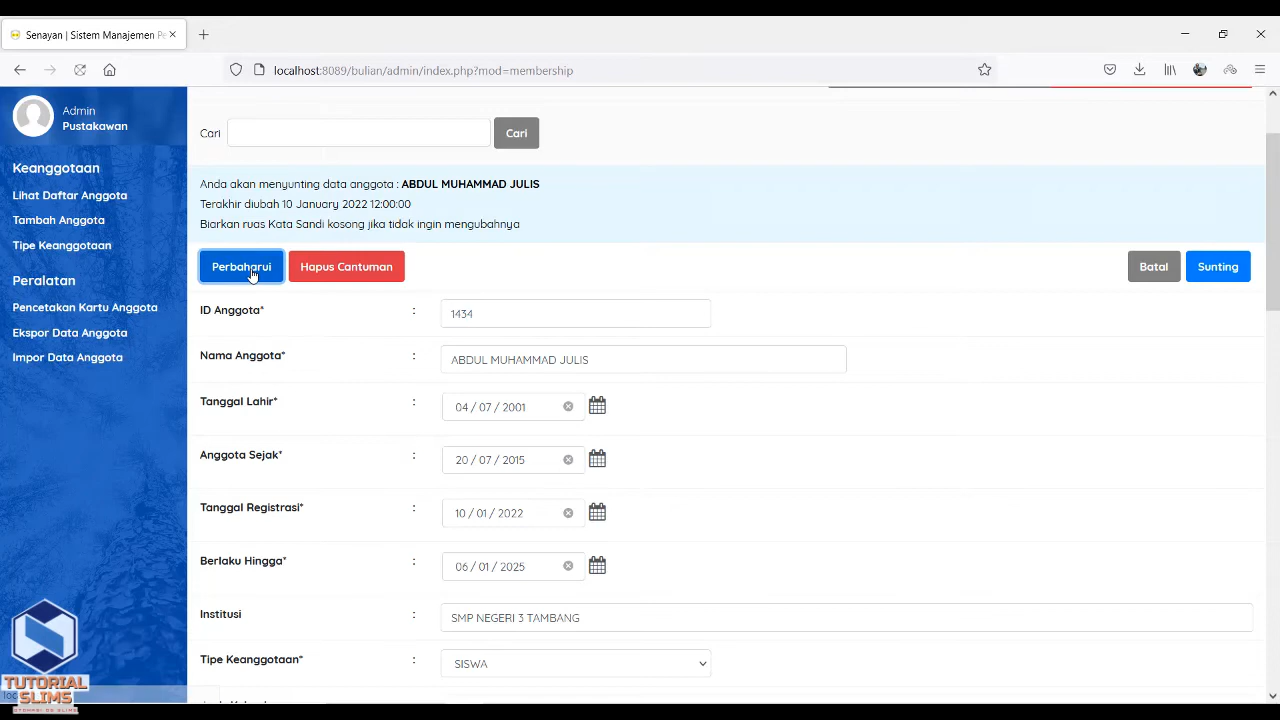 Senayan | Sistem Manajemen Pe
localhost:8089/bulian/admin/index.php?mod=membership
Admin
Pustakawan
Keanggotaan
Lihat Daftar Anggota
Tambah Anggota
Tipe Keanggotaan
Peralatan
Pencetakan Kartu Anggota
Ekspor Data Anggota
Impor Data Anggota
TUTORIAL
SLIMS
Cari Cari
Anda akan menyunting data anggota : ABDUL MUHAMMAD JULIS
Terakhir diubah 10 January 2022 12:00:00
Biarkan ruas Kata Sandi kosong jika tidak ingin mengubahnya
Perbaharui Hapus Cantuman Batal Sunting
ID Anggota* : 1434
Nama Anggota* : ABDUL MUHAMMAD JULIS
Tanggal Lahir* : 04 / 07 / 2001
Anggota Sejak* : 20 / 07 / 2015
Tanggal Registrasi* : 10 / 01 / 2022
Berlaku Hingga* : 06 / 01 / 2025
Institusi : SMP NEGERI 3 TAMBANG
Tipe Keanggotaan* : SISWA